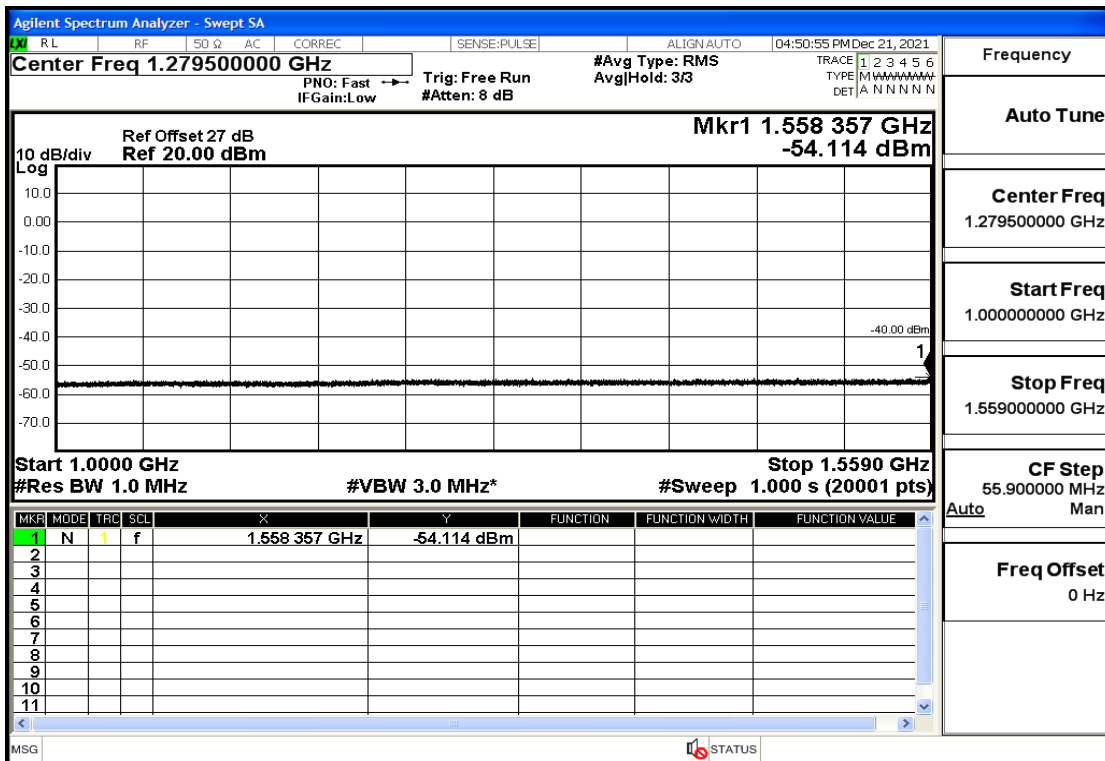 Agilent Spectrum Analyzer - Swept SA
LXI RL RF 50 Ω AC CORREC SENSE:PULSE ALIGN AUTO 04:50:55 PM Dec 21, 2021
Center Freq 1.279500000 GHz
PNO: Fast
IFGain:Low
Trig: Free Run
#Atten: 8 dB
#Avg Type: RMS
Avg|Hold: 3/3
TRACE 1 2 3 4 5 6
TYPE M W W W W W
DET A N N N N N
Ref Offset 27 dB
10 dB/div Ref 20.00 dBm
Log
Mkr1 1.558 357 GHz
-54.114 dBm
10.0
0.00
-10.0
-20.0
-30.0
-40.0
-50.0
-60.0
-70.0
-40.00 dBm
1
Start 1.0000 GHz Stop 1.5590 GHz
#Res BW 1.0 MHz #VBW 3.0 MHz* #Sweep 1.000 s (20001 pts)
MKR MODE TRC SCL X Y FUNCTION FUNCTION WIDTH FUNCTION VALUE
1 N 1 f 1.558 357 GHz -54.114 dBm
2
3
4
5
6
7
8
9
10
11
MSG STATUS
Frequency
Auto Tune
Center Freq
1.279500000 GHz
Start Freq
1.000000000 GHz
Stop Freq
1.559000000 GHz
CF Step
55.900000 MHz
Auto Man
Freq Offset
0 Hz